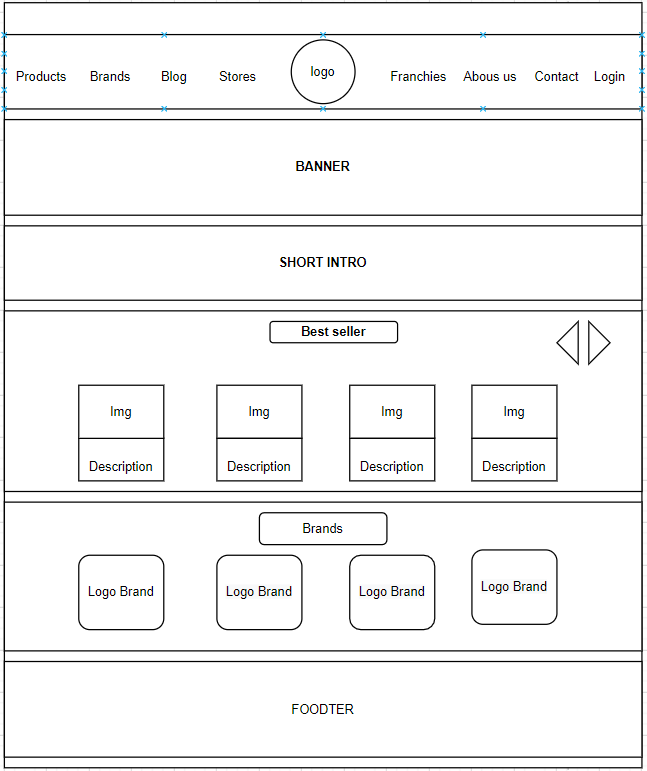 Products Brands Blog Stores logo Franchies Abous us Contact Login
BANNER
SHORT INTRO
Best seller
Img Img Img Img
Description Description Description Description
Brands
Logo Brand Logo Brand Logo Brand Logo Brand
FOODTER